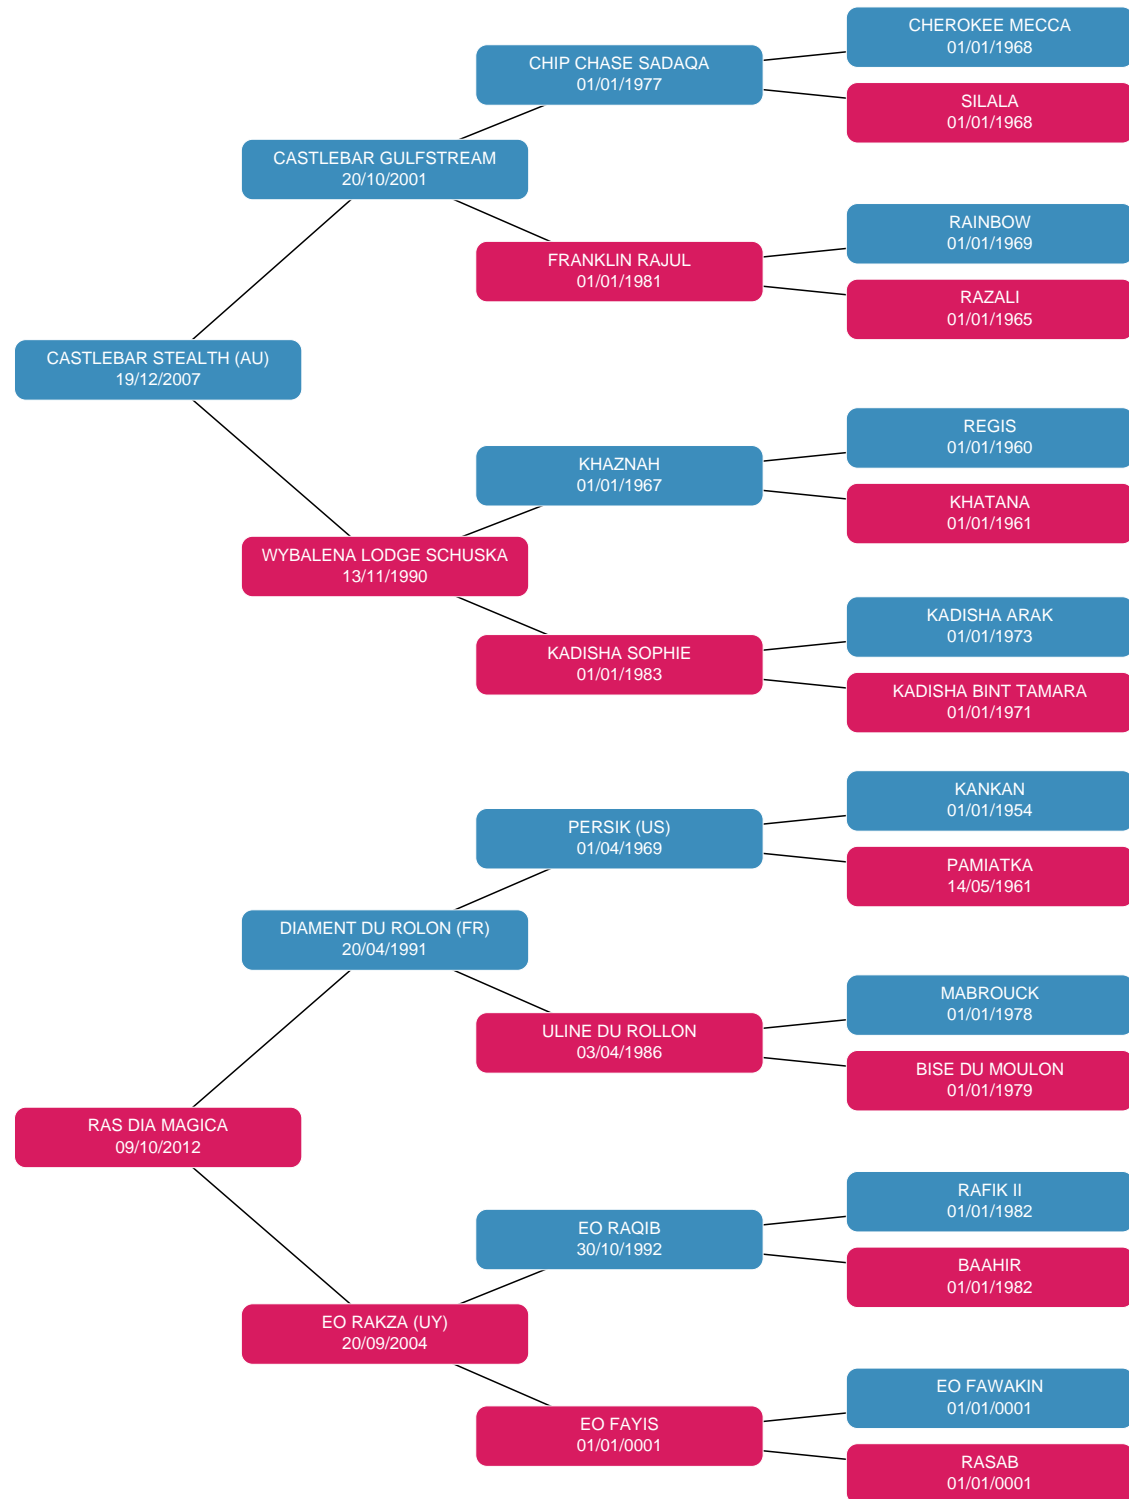 CHEROKEE MECCA
01/01/1968
CHIP CHASE SADAQA
01/01/1977
SILALA
01/01/1968
CASTLEBAR GULFSTREAM
20/10/2001
RAINBOW
01/01/1969
FRANKLIN RAJUL
01/01/1981
RAZALI
01/01/1965
CASTLEBAR STEALTH (AU)
19/12/2007
REGIS
01/01/1960
KHAZNAH
01/01/1967
KHATANA
01/01/1961
WYBALENA LODGE SCHUSKA
13/11/1990
KADISHA ARAK
01/01/1973
KADISHA SOPHIE
01/01/1983
KADISHA BINT TAMARA
01/01/1971
KANKAN
01/01/1954
PERSIK (US)
01/04/1969
PAMIATKA
14/05/1961
DIAMENT DU ROLON (FR)
20/04/1991
MABROUCK
01/01/1978
ULINE DU ROLLON
03/04/1986
BISE DU MOULON
01/01/1979
RAS DIA MAGICA
09/10/2012
RAFIK II
01/01/1982
EO RAQIB
30/10/1992
BAAHIR
01/01/1982
EO RAKZA (UY)
20/09/2004
EO FAWAKIN
01/01/0001
EO FAYIS
01/01/0001
RASAB
01/01/0001